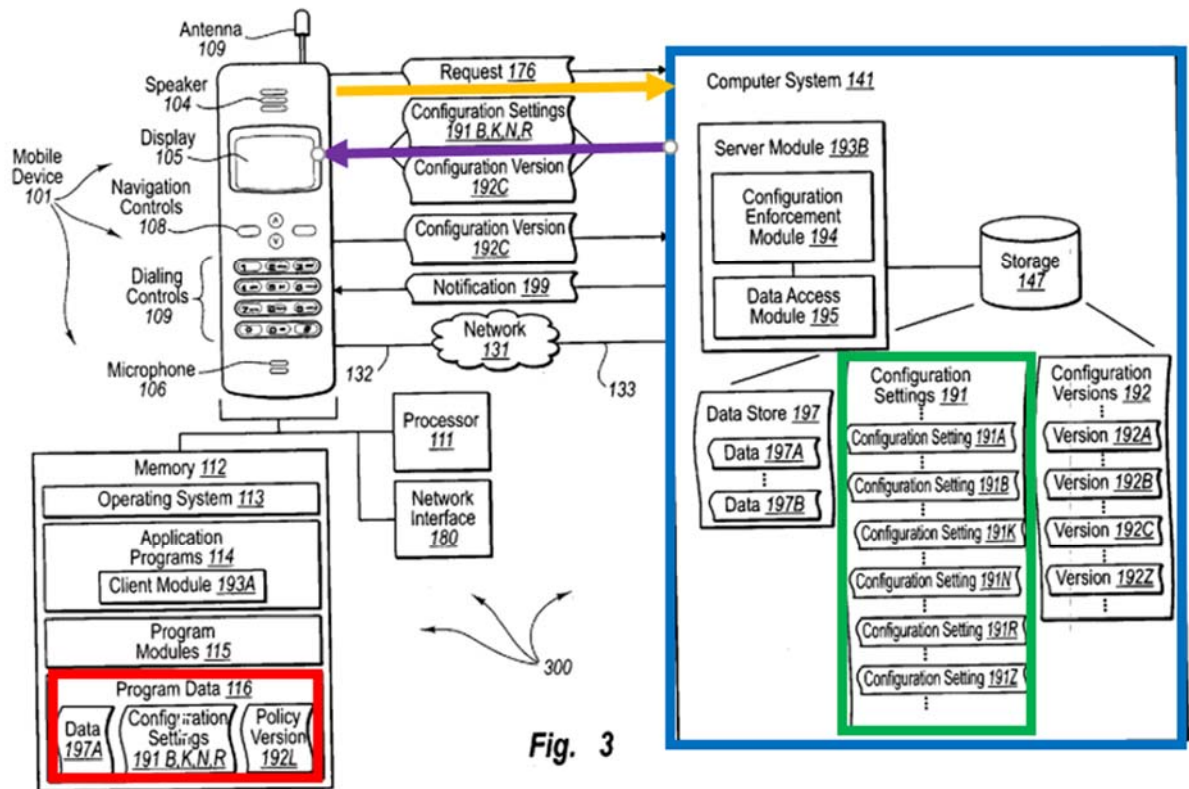 Antenna
109
Speaker
104
Display
105
Mobile
Device
101
Navigation
Controls
108
Dialing
Controls
109
Microphone
106
Request 176
Configuration Settings
191 B,K,N,R
Configuration Version
192C
Configuration Version
192C
Notification 199
Network
131
132
133
Computer System 141
Server Module 193B
Configuration
Enforcement
Module 194
Data Access
Module 195
Storage
147
Data Store 197
Data 197A
Data 197B
Configuration
Settings 191
Configuration Setting 191A
Configuration Setting 191B
Configuration Setting 191K
Configuration Setting 191N
Configuration Setting 191R
Configuration Setting 191Z
Configuration
Versions 192
Version 192A
Version 192B
Version 192C
Version 192Z
Processor
111
Network
Interface
180
Memory 112
Operating System 113
Application
Programs 114
Client Module 193A
Program
Modules 115
Program Data 116
Data
197A
Configuration
Settings
191 B,K,N,R
Policy
Version
192L
300
Fig. 3